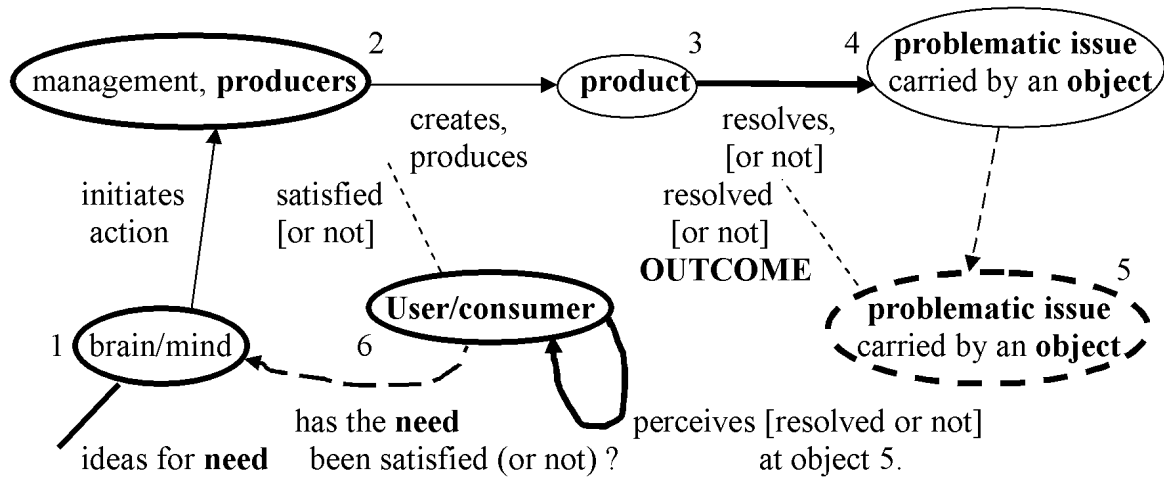 2
3
4
management, producers
product
problematic issue
carried by an object
creates,
produces
resolves,
[or not]
initiates
action
satisfied
[or not]
resolved
[or not]
OUTCOME
5
User/consumer
problematic issue
carried by an object
1
brain/mind
6
ideas for need
has the need
been satisfied (or not) ?
perceives [resolved or not]
at object 5.